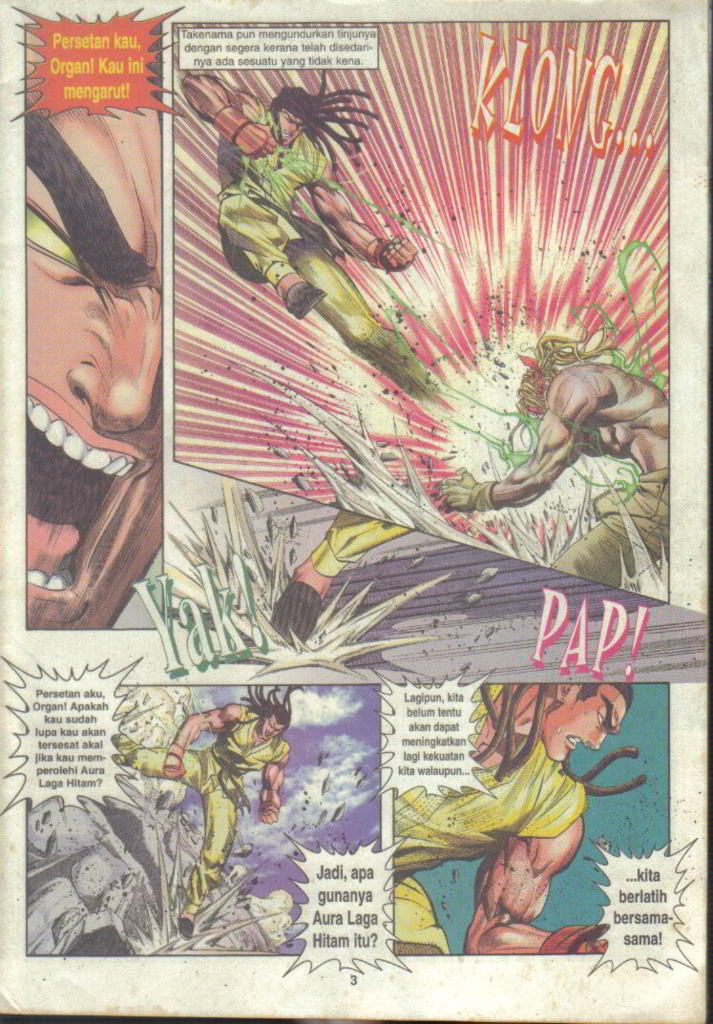 Persetan kau,
Organ! Kau ini
mengarut!
Takenama pun mengundurkan tinjunya
dengan segera kerana telah disedari-
nya ada sesuatu yang tidak kena.
KLONG...
Yak!
PAP!
Persetan aku,
Organ! Apakah
kau sudah
lupa kau akan
tersesat akal
jika kau mem-
perolehi Aura
Laga Hitam?
Jadi, apa
gunanya
Aura Laga
Hitam itu?
Lagipun, kita
belum tentu
akan dapat
meningkatkan
lagi kekuatan
kita walaupun...
...kita
berlatih
bersama-
sama!
3